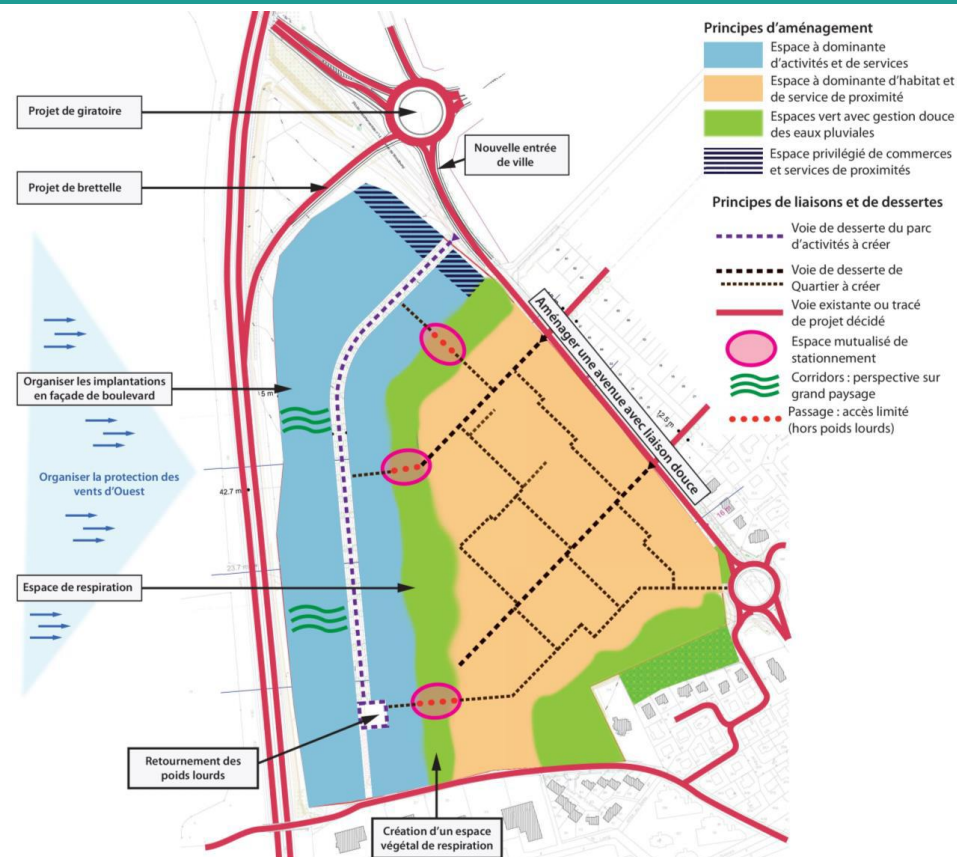 Principes d'aménagement
Espace à dominante
d'activités et de services
Espace à dominante d'habitat et
de service de proximité
Espaces vert avec gestion douce
des eaux pluviales
Espace privilégié de commerces
et services de proximités
Principes de liaisons et de dessertes
Voie de desserte du parc
d'activités à créer
Voie de desserte de
Quartier à créer
Voie existante ou tracé
de projet décidé
Espace mutualisé de
stationnement
Corridors : perspective sur
grand paysage
Passage : accès limité
(hors poids lourds)
Projet de giratoire
Nouvelle entrée
de ville
Projet de brettelle
Aménager une avenue avec liaison douce
Organiser les implantations
en façade de boulevard
15 m
12.5 m
Organiser la protection des
vents d'Ouest
42.7 m
16 m
23.7 m
Espace de respiration
Retournement des
poids lourds
Création d'un espace
végétal de respiration